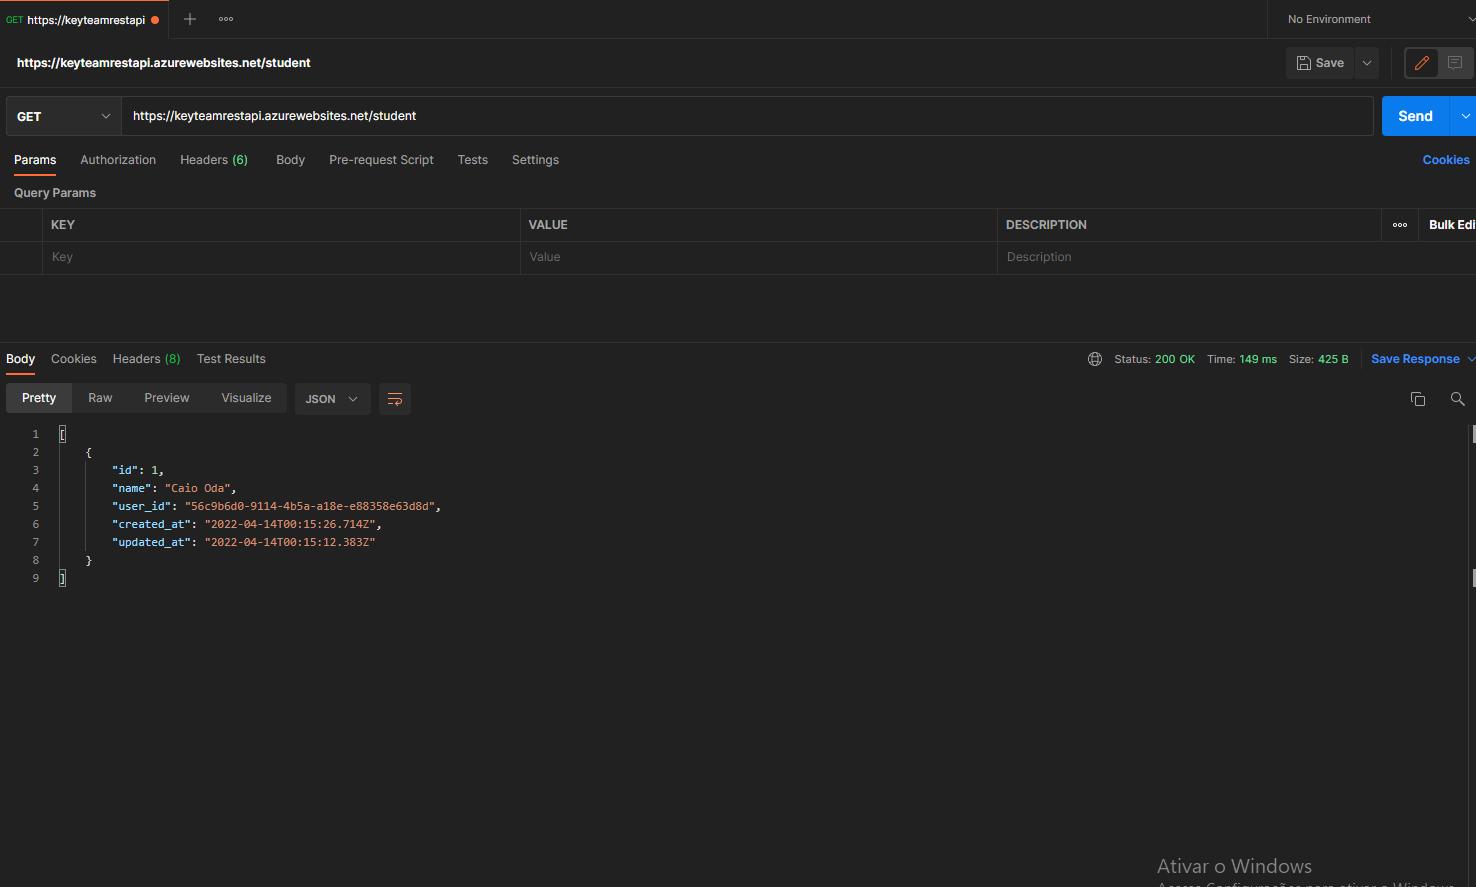 GET https://keyteamrestapi
No Environment
https://keyteamrestapi.azurewebsites.net/student
Save
GET https://keyteamrestapi.azurewebsites.net/student Send
Params Authorization Headers (6) Body Pre-request Script Tests Settings Cookies
Query Params
KEY VALUE DESCRIPTION Bulk Edi
Key Value Description
Body Cookies Headers (8) Test Results Status: 200 OK Time: 149 ms Size: 425 B Save Response
Pretty Raw Preview Visualize JSON
1 [
2 {
3 "id": 1,
4 "name": "Caio Oda",
5 "user_id": "56c9b6d0-9114-4b5a-a18e-e88358e63d8d",
6 "created_at": "2022-04-14T00:15:26.714Z",
7 "updated_at": "2022-04-14T00:15:12.383Z"
8 }
9 ]
Ativar o Windows